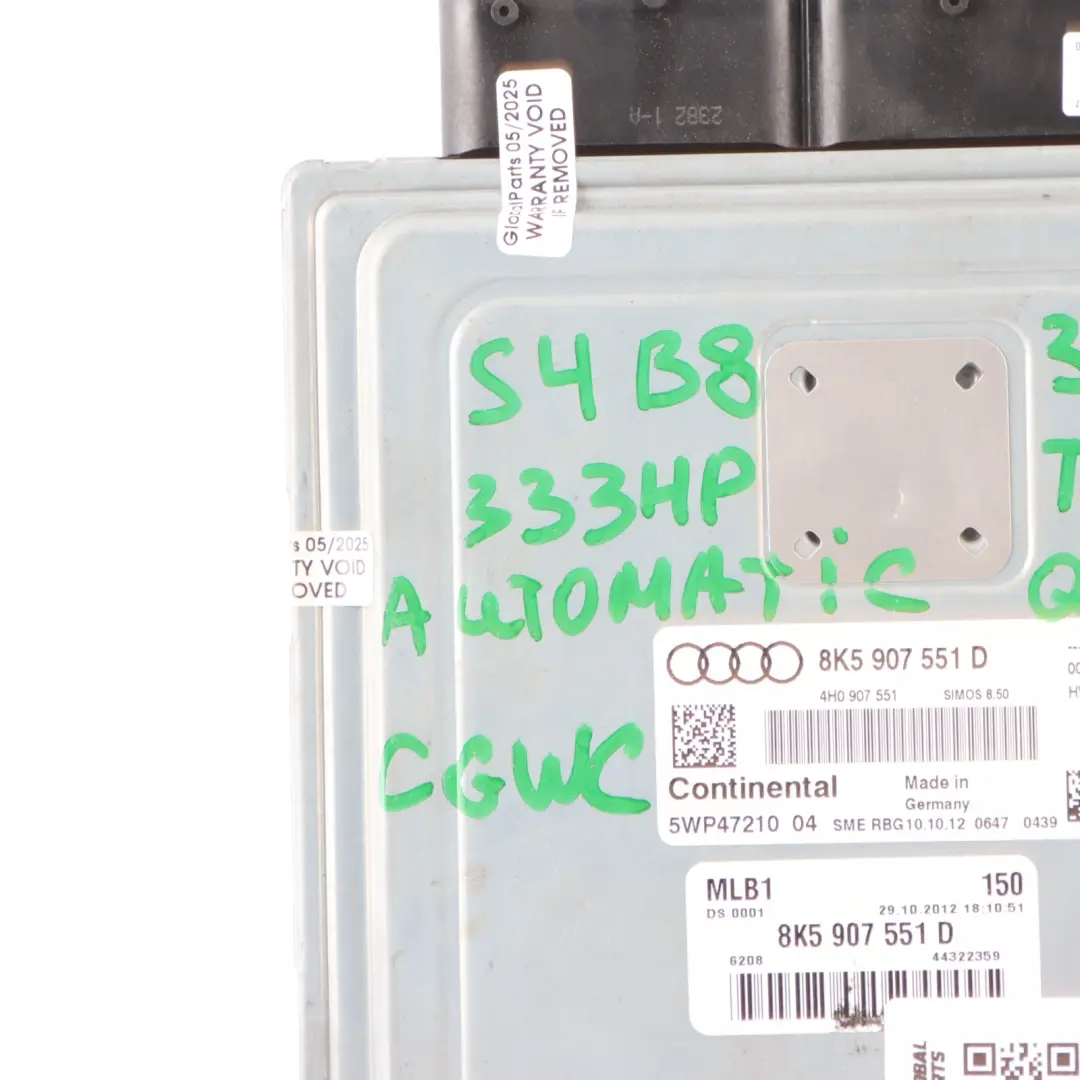 2382 1-A
GlobalParts 05/2025
WARRANTY VOID
IF REMOVED
S4 B8
333HP
AUTOMATiC
CGWC
s 05/2025
TY VOID
OVED
8K5 907 551 D
4H0 907 551 SIMOS 8.50
Continental
Made in
Germany
5WP47210 04 SME RBG10.10.12 0647 0439
MLB1 150
DS 0001 29.10.2012 18:10:51
8K5 907 551 D
6208 44322359